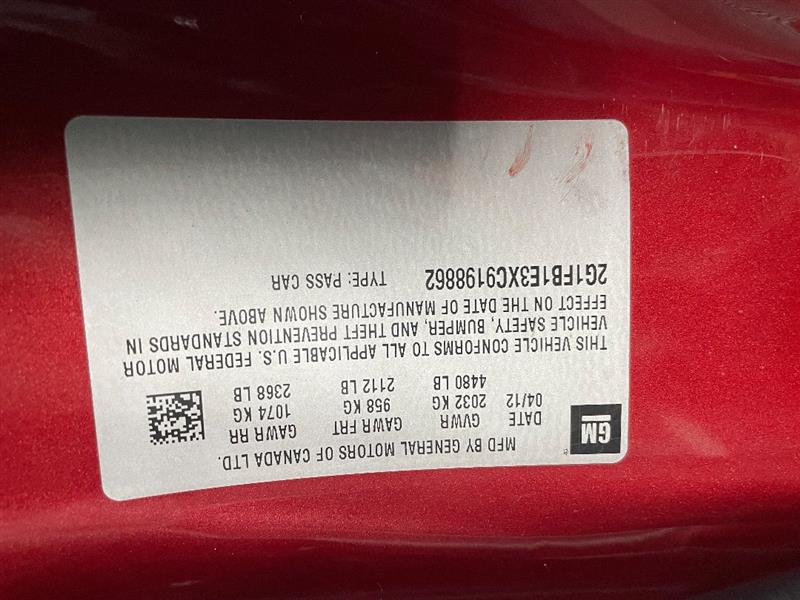 GM
MFD BY GENERAL MOTORS OF CANADA LTD.
DATE GVWR GAWR FRT GAWR RR
04/12 2032 KG 958 KG 1074 KG
4480 LB 2112 LB 2368 LB
THIS VEHICLE CONFORMS TO ALL APPLICABLE U.S. FEDERAL MOTOR
VEHICLE SAFETY, BUMPER, AND THEFT PREVENTION STANDARDS IN
EFFECT ON THE DATE OF MANUFACTURE SHOWN ABOVE.
2G1FB1E3XC9198862 TYPE: PASS CAR